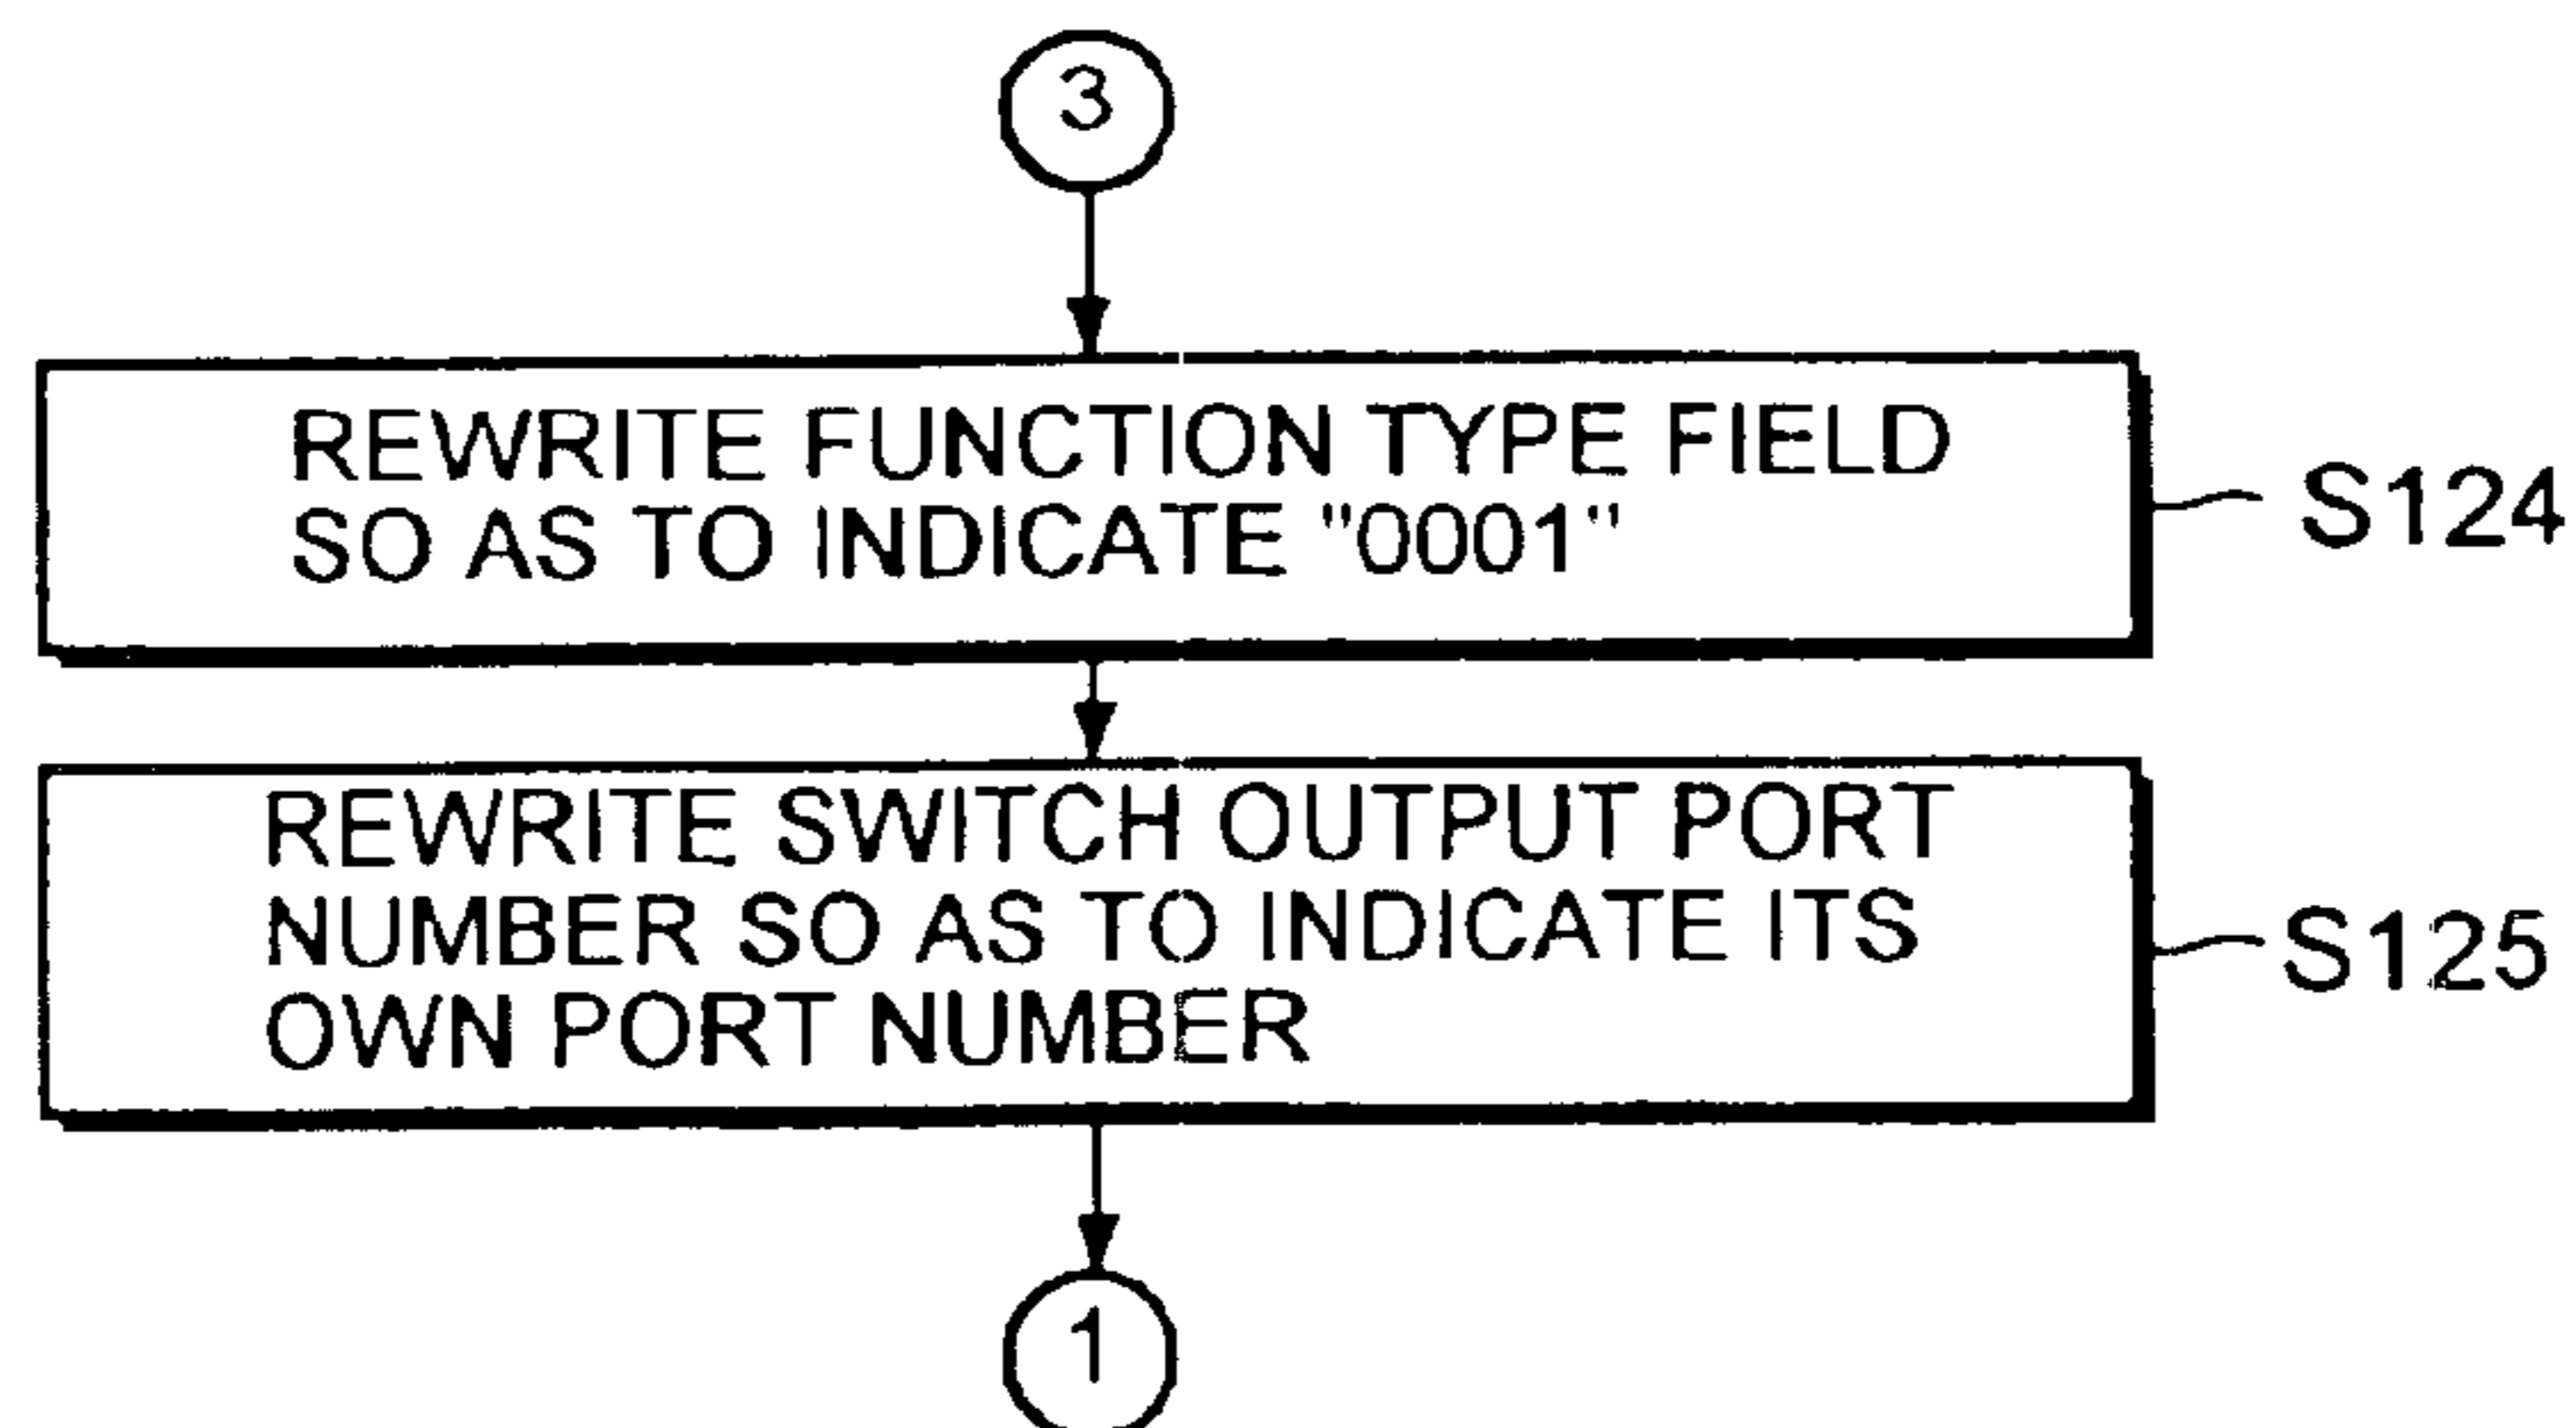 3
REWRITE FUNCTION TYPE FIELD
SO AS TO INDICATE "0001"
S124
REWRITE SWITCH OUTPUT PORT
NUMBER SO AS TO INDICATE ITS
OWN PORT NUMBER
S125
1